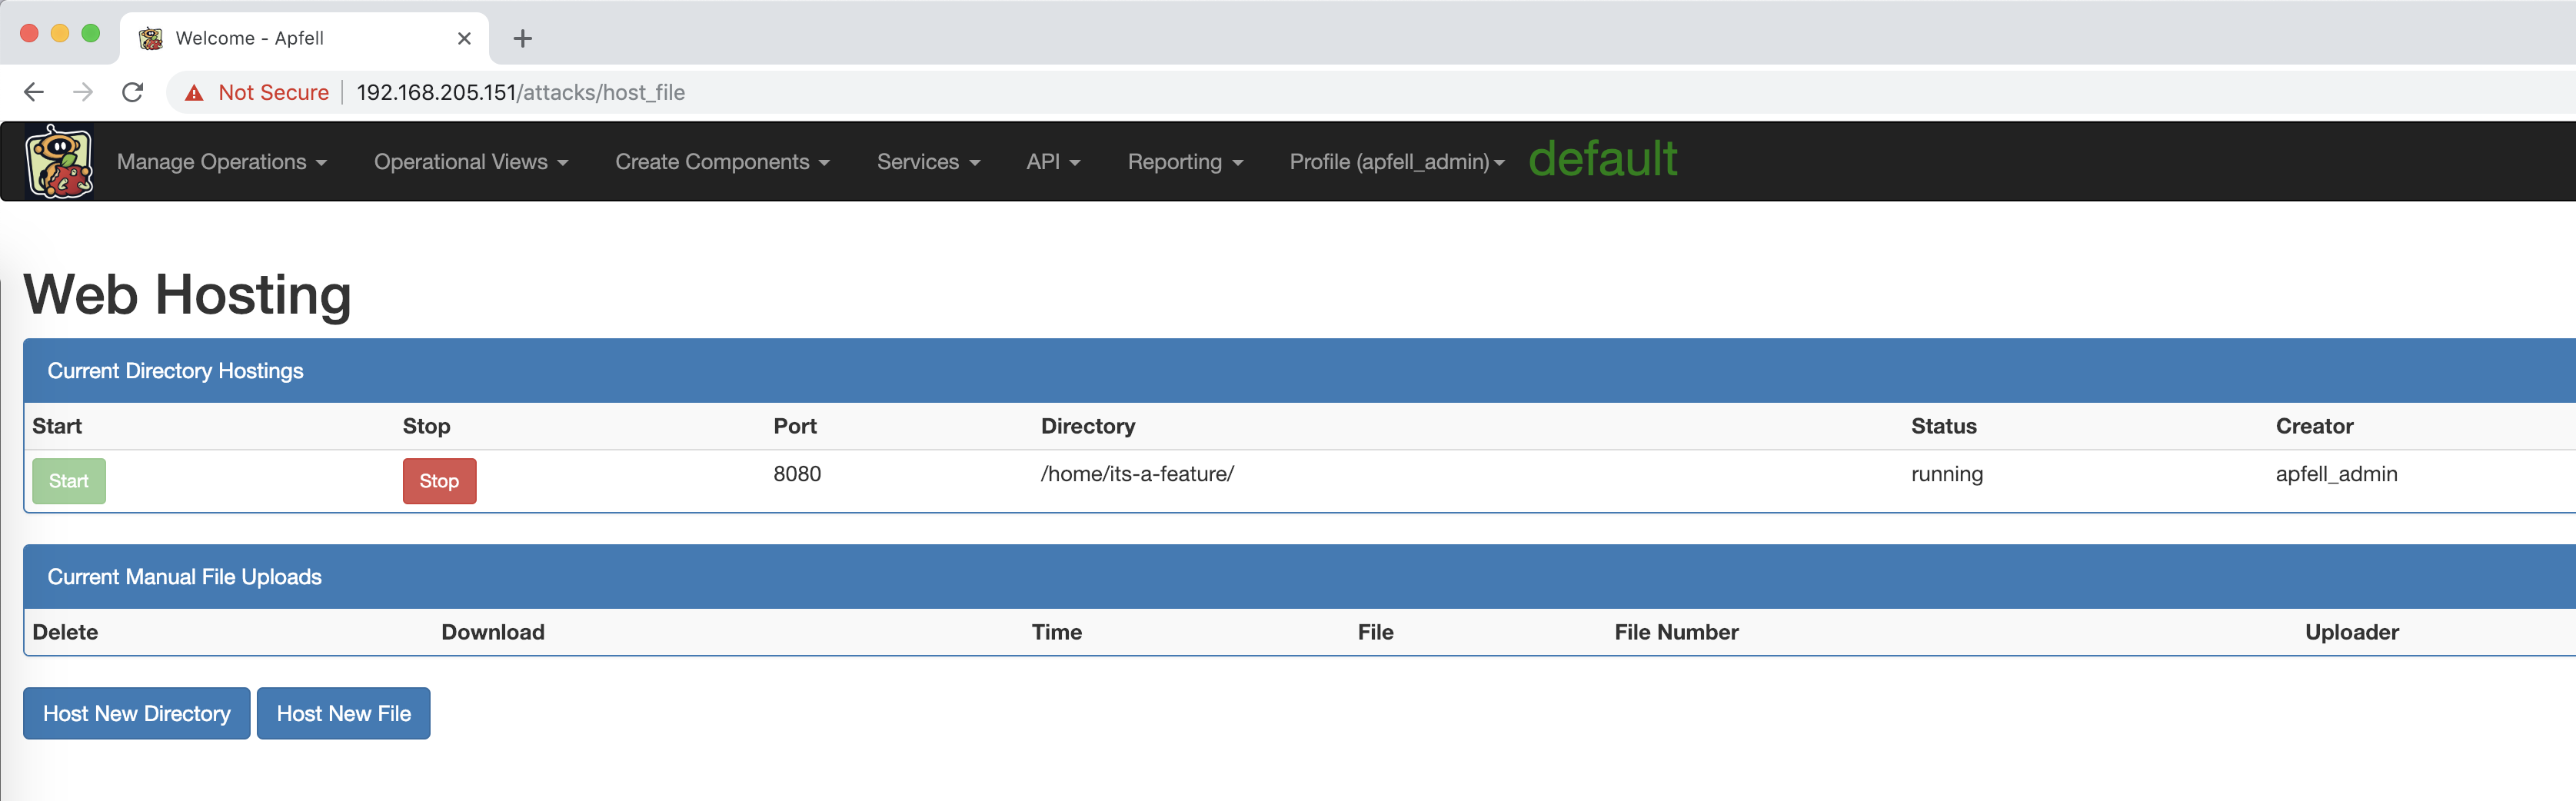 Welcome - Apfell
Not Secure 192.168.205.151/attacks/host_file
Manage Operations Operational Views Create Components Services API Reporting Profile (apfell_admin) default
Web Hosting
Current Directory Hostings
Start Stop Port Directory Status Creator
Start Stop 8080 /home/its-a-feature/ running apfell_admin
Current Manual File Uploads
Delete Download Time File File Number Uploader
Host New Directory Host New File